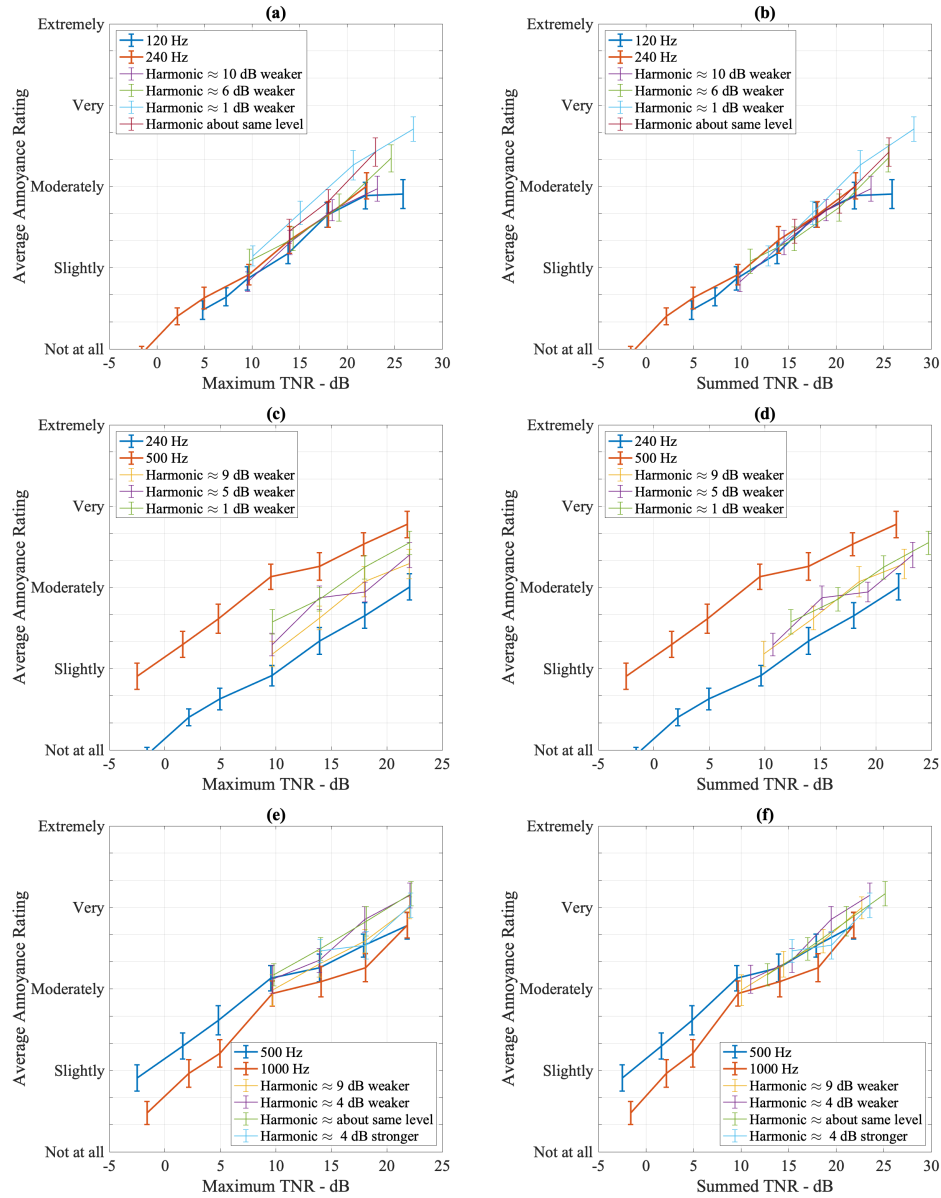 (a)
Extremely
Very
Moderately
Slightly
Not at all
Average Annoyance Rating
120 Hz
240 Hz
Harmonic ≈ 10 dB weaker
Harmonic ≈ 6 dB weaker
Harmonic ≈ 1 dB weaker
Harmonic about same level
-5 0 5 10 15 20 25 30
Maximum TNR - dB
(b)
Extremely
Very
Moderately
Slightly
Not at all
Average Annoyance Rating
120 Hz
240 Hz
Harmonic ≈ 10 dB weaker
Harmonic ≈ 6 dB weaker
Harmonic ≈ 1 dB weaker
Harmonic about same level
-5 0 5 10 15 20 25 30
Summed TNR - dB
(c)
Extremely
Very
Moderately
Slightly
Not at all
Average Annoyance Rating
240 Hz
500 Hz
Harmonic ≈ 9 dB weaker
Harmonic ≈ 5 dB weaker
Harmonic ≈ 1 dB weaker
-5 0 5 10 15 20 25
Maximum TNR - dB
(d)
Extremely
Very
Moderately
Slightly
Not at all
Average Annoyance Rating
240 Hz
500 Hz
Harmonic ≈ 9 dB weaker
Harmonic ≈ 5 dB weaker
Harmonic ≈ 1 dB weaker
-5 0 5 10 15 20 25
Summed TNR - dB
(e)
Extremely
Very
Moderately
Slightly
Not at all
Average Annoyance Rating
500 Hz
1000 Hz
Harmonic ≈ 9 dB weaker
Harmonic ≈ 4 dB weaker
Harmonic ≈ about same level
Harmonic ≈ 4 dB stronger
-5 0 5 10 15 20 25
Maximum TNR - dB
(f)
Extremely
Very
Moderately
Slightly
Not at all
Average Annoyance Rating
500 Hz
1000 Hz
Harmonic ≈ 9 dB weaker
Harmonic ≈ 4 dB weaker
Harmonic ≈ about same level
Harmonic ≈ 4 dB stronger
-5 0 5 10 15 20 25 30
Summed TNR - dB